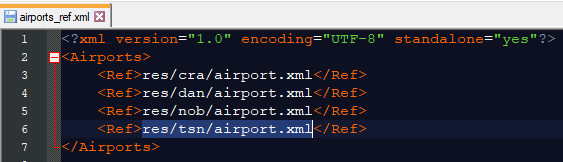 airports_ref.xml
1 <?xml version="1.0" encoding="UTF-8" standalone="yes"?>
2 <Airports>
3 <Ref>res/cra/airport.xml</Ref>
4 <Ref>res/dan/airport.xml</Ref>
5 <Ref>res/nob/airport.xml</Ref>
6 <Ref>res/tsn/airport.xml</Ref>
7 </Airports>